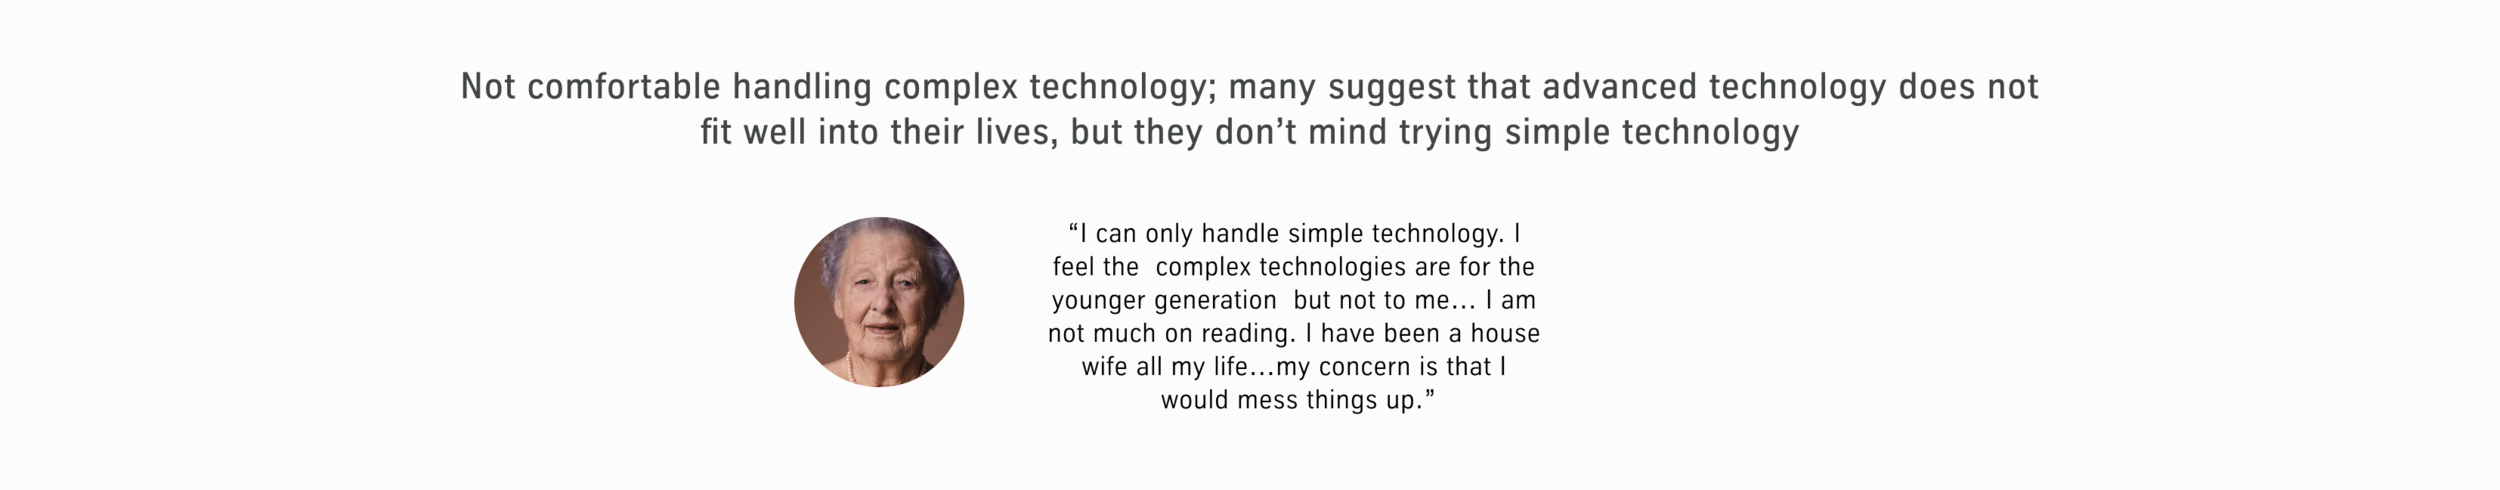 Not comfortable handling complex technology; many suggest that advanced technology does not
fit well into their lives, but they don’t mind trying simple technology
“I can only handle simple technology. I
feel the  complex technologies are for the
younger generation  but not to me... I am
not much on reading. I have been a house
wife all my life...my concern is that I
would mess things up.”